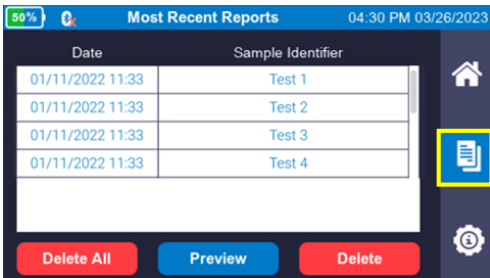 50% Most Recent Reports 04:30 PM 03/26/2023
Date Sample Identifier
01/11/2022 11:33 Test 1
01/11/2022 11:33 Test 2
01/11/2022 11:33 Test 3
01/11/2022 11:33 Test 4
Delete All Preview Delete